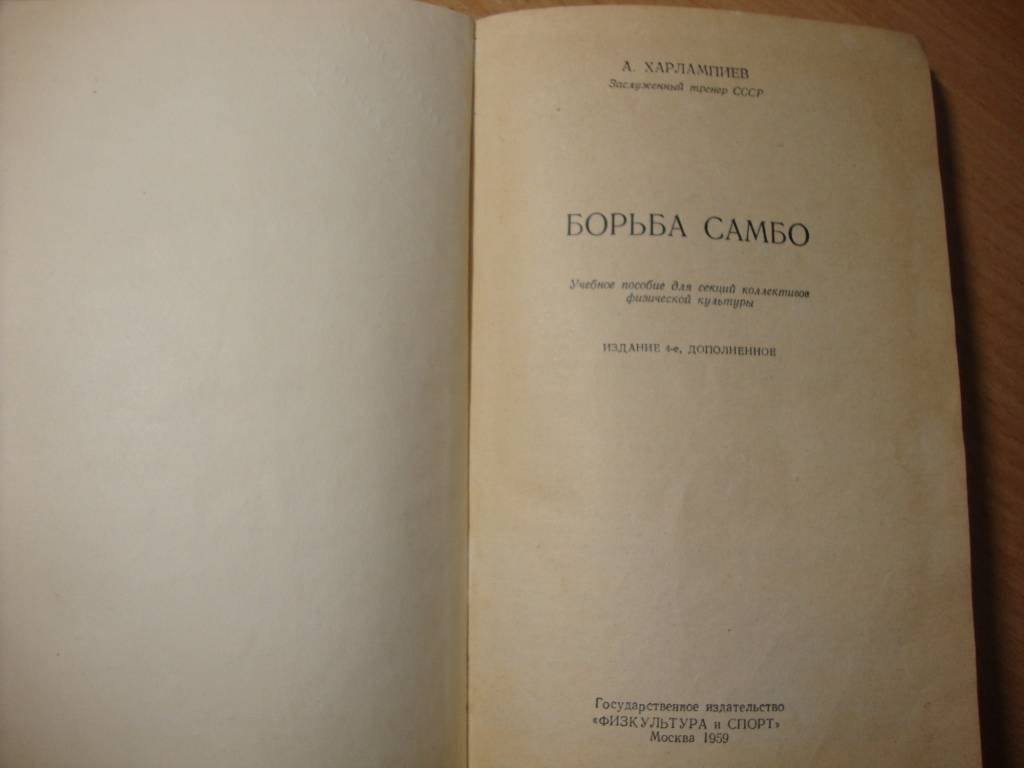 А. ХАРЛАМПИЕВ
Заслуженный тренер СССР
БОРЬБА САМБО
Учебное пособие для секций коллективов
физической культуры
ИЗДАНИЕ 4-е, ДОПОЛНЕННОЕ
Государственное издательство
«ФИЗКУЛЬТУРА и СПОРТ»
Москва 1959